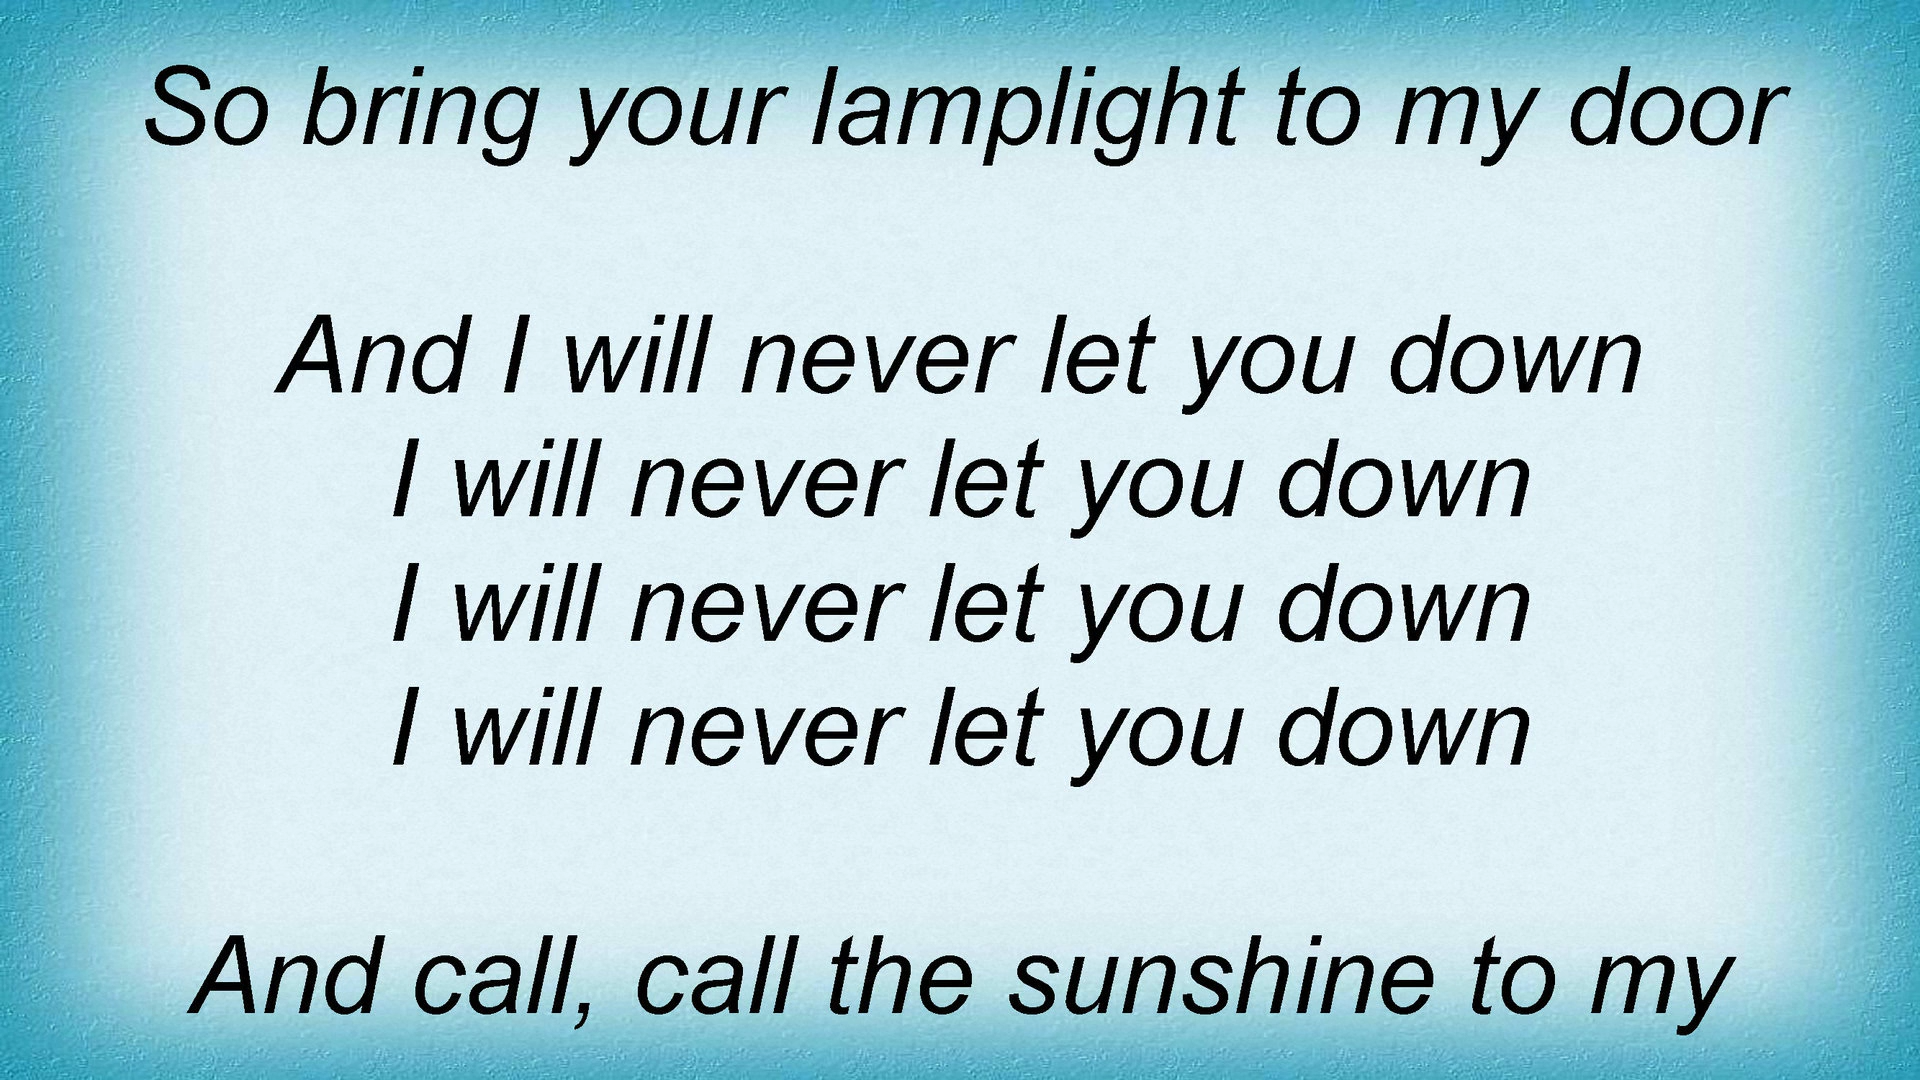 So bring your lamplight to my door
And I will never let you down
I will never let you down
I will never let you down
I will never let you down
And call, call the sunshine to my